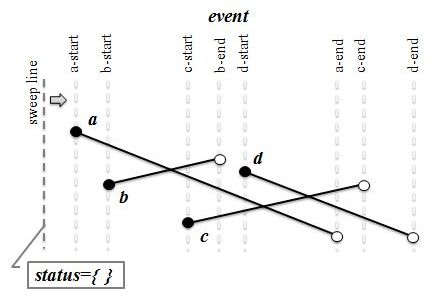 event
sweep line
a-start
b-start
c-start
b-end
d-start
a-end
c-end
d-end
a
b
c
d
status={ }